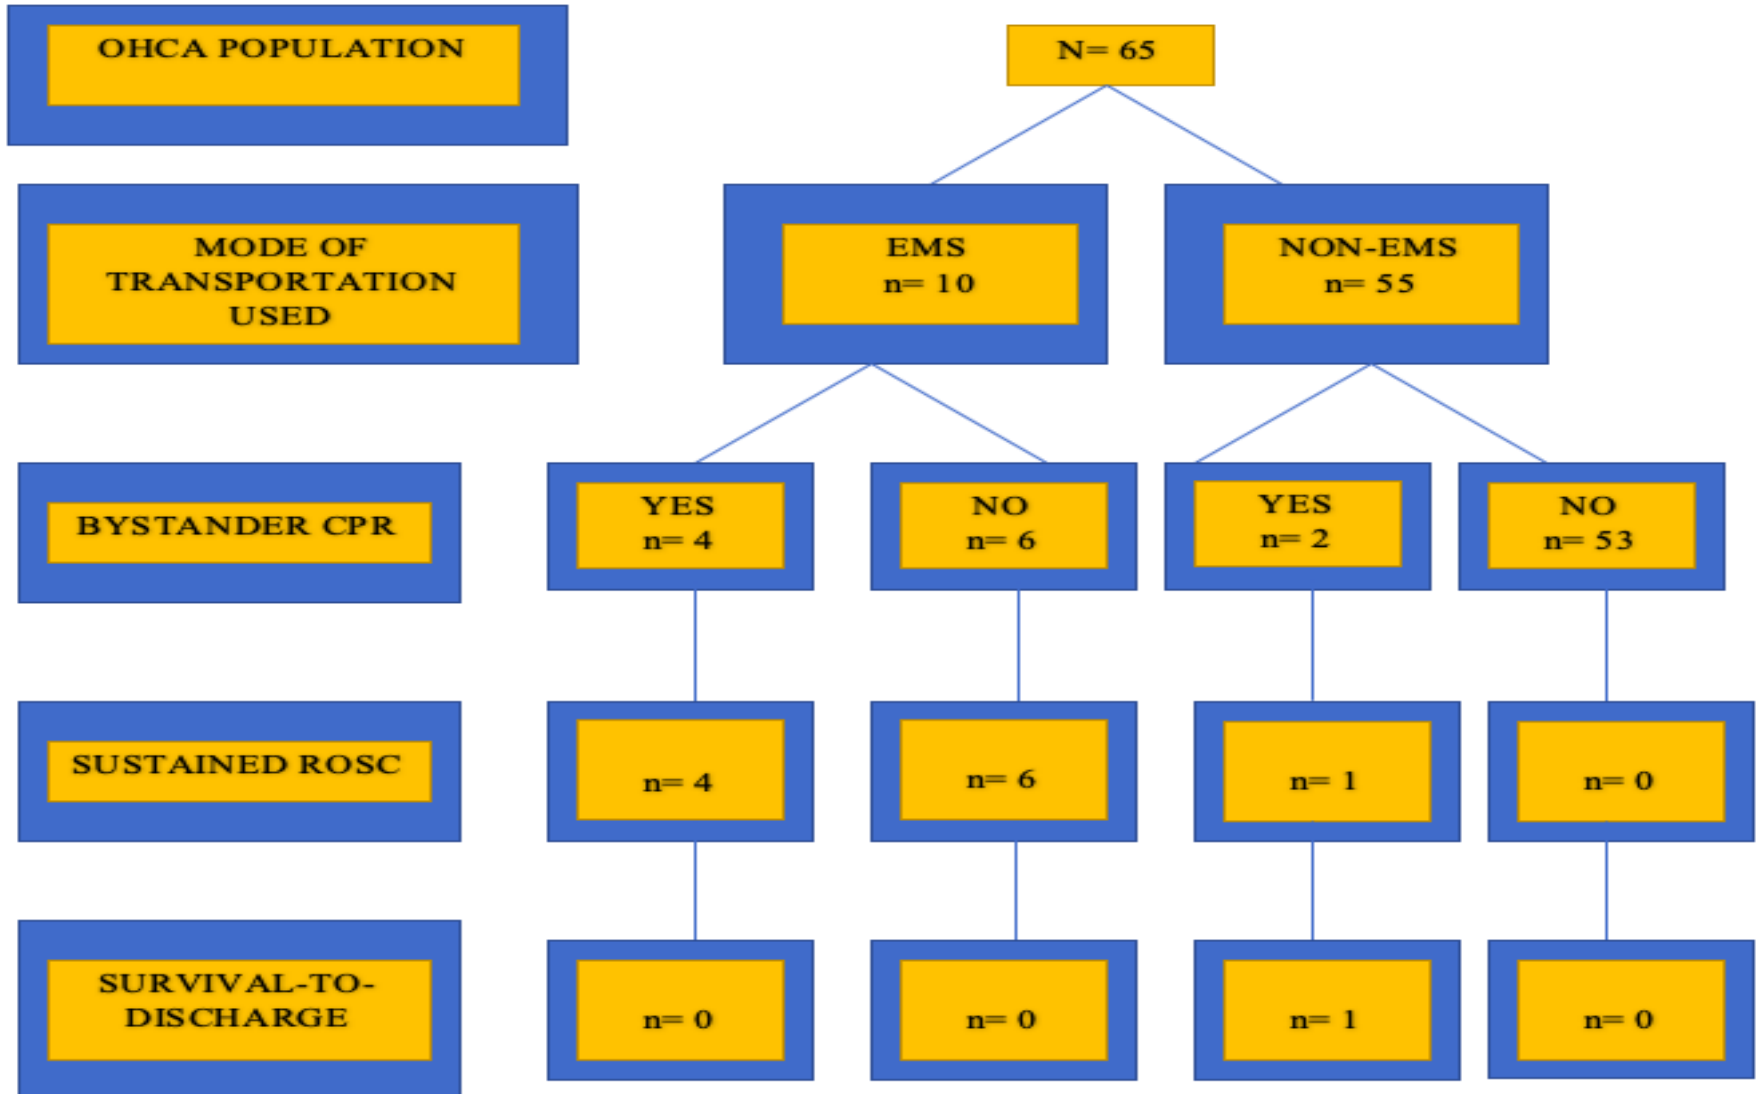 OHCA POPULATION
N= 65
MODE OF
TRANSPORTATION
USED
EMS
n= 10
NON-EMS
n= 55
BYSTANDER CPR
YES
n= 4
NO
n= 6
YES
n= 2
NO
n= 53
SUSTAINED ROSC
n= 4
n= 6
n= 1
n= 0
SURVIVAL-TO-
DISCHARGE
n= 0
n= 0
n= 1
n= 0